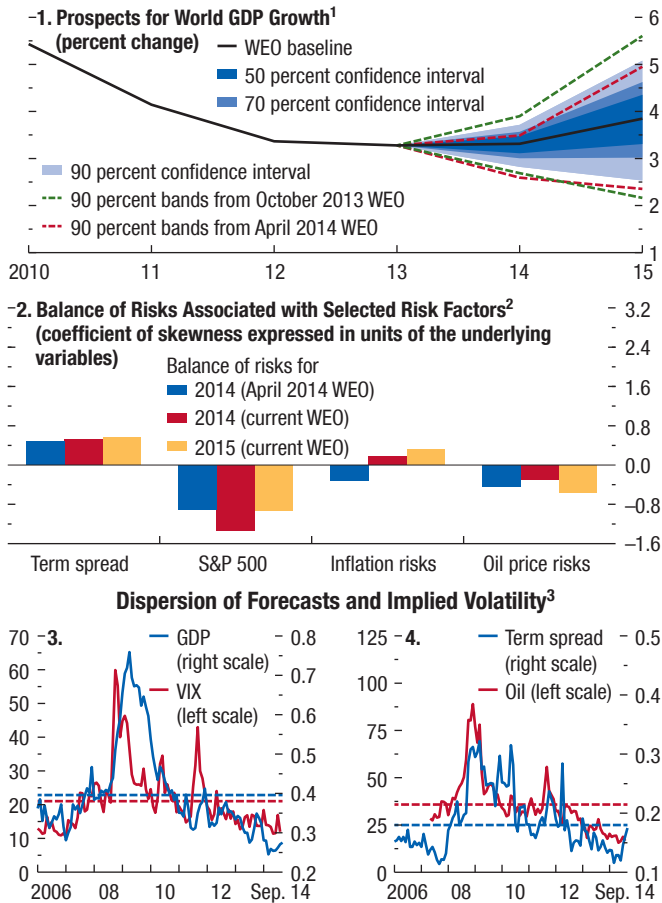 1. Prospects for World GDP Growth1
(percent change)
WEO baseline
50 percent confidence interval
70 percent confidence interval
90 percent confidence interval
90 percent bands from October 2013 WEO
90 percent bands from April 2014 WEO
6
5
4
3
2
1
2010 11 12 13 14 15
2. Balance of Risks Associated with Selected Risk Factors2
(coefficient of skewness expressed in units of the underlying
variables)
Balance of risks for
2014 (April 2014 WEO)
2014 (current WEO)
2015 (current WEO)
3.2
2.4
1.6
0.8
0.0
–0.8
–1.6
Term spread S&P 500 Inflation risks Oil price risks
Dispersion of Forecasts and Implied Volatility3
3.
GDP
(right scale)
VIX
(left scale)
70
60
50
40
30
20
10
0
0.8
0.7
0.6
0.5
0.4
0.3
0.2
2006 08 10 12 Sep. 14
4.
Term spread
(right scale)
Oil (left scale)
125
100
75
50
25
0
0.5
0.4
0.3
0.2
0.1
2006 08 10 12 Sep. 14